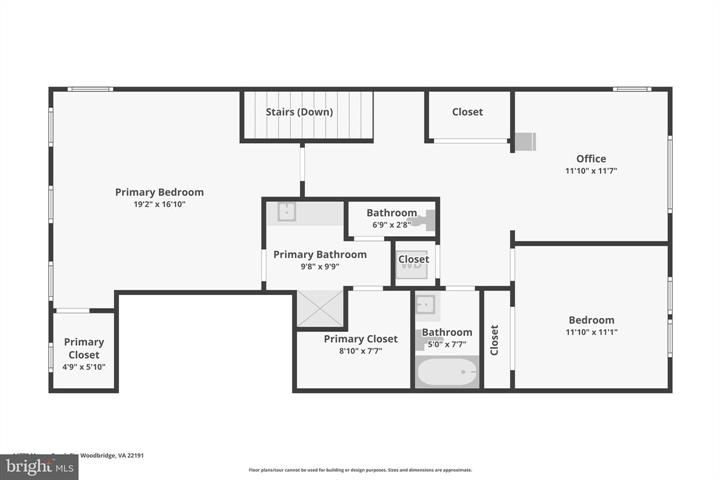 Stairs (Down)
Closet
Office
11'10" x 11'7"
Primary Bedroom
19'2" x 16'10"
Bathroom
6'9" x 2'8"
Primary Bathroom
9'8" x 9'9"
Closet
WD
Bedroom
11'10" x 11'1"
Primary
Closet
4'9" x 5'10"
Primary Closet
8'10" x 7'7"
Bathroom
5'0" x 7'7"
Closet
Woodbridge, VA 22191
bright MLS
Floor plans/tour cannot be used for building or design purposes. Sizes and dimensions are approximate.